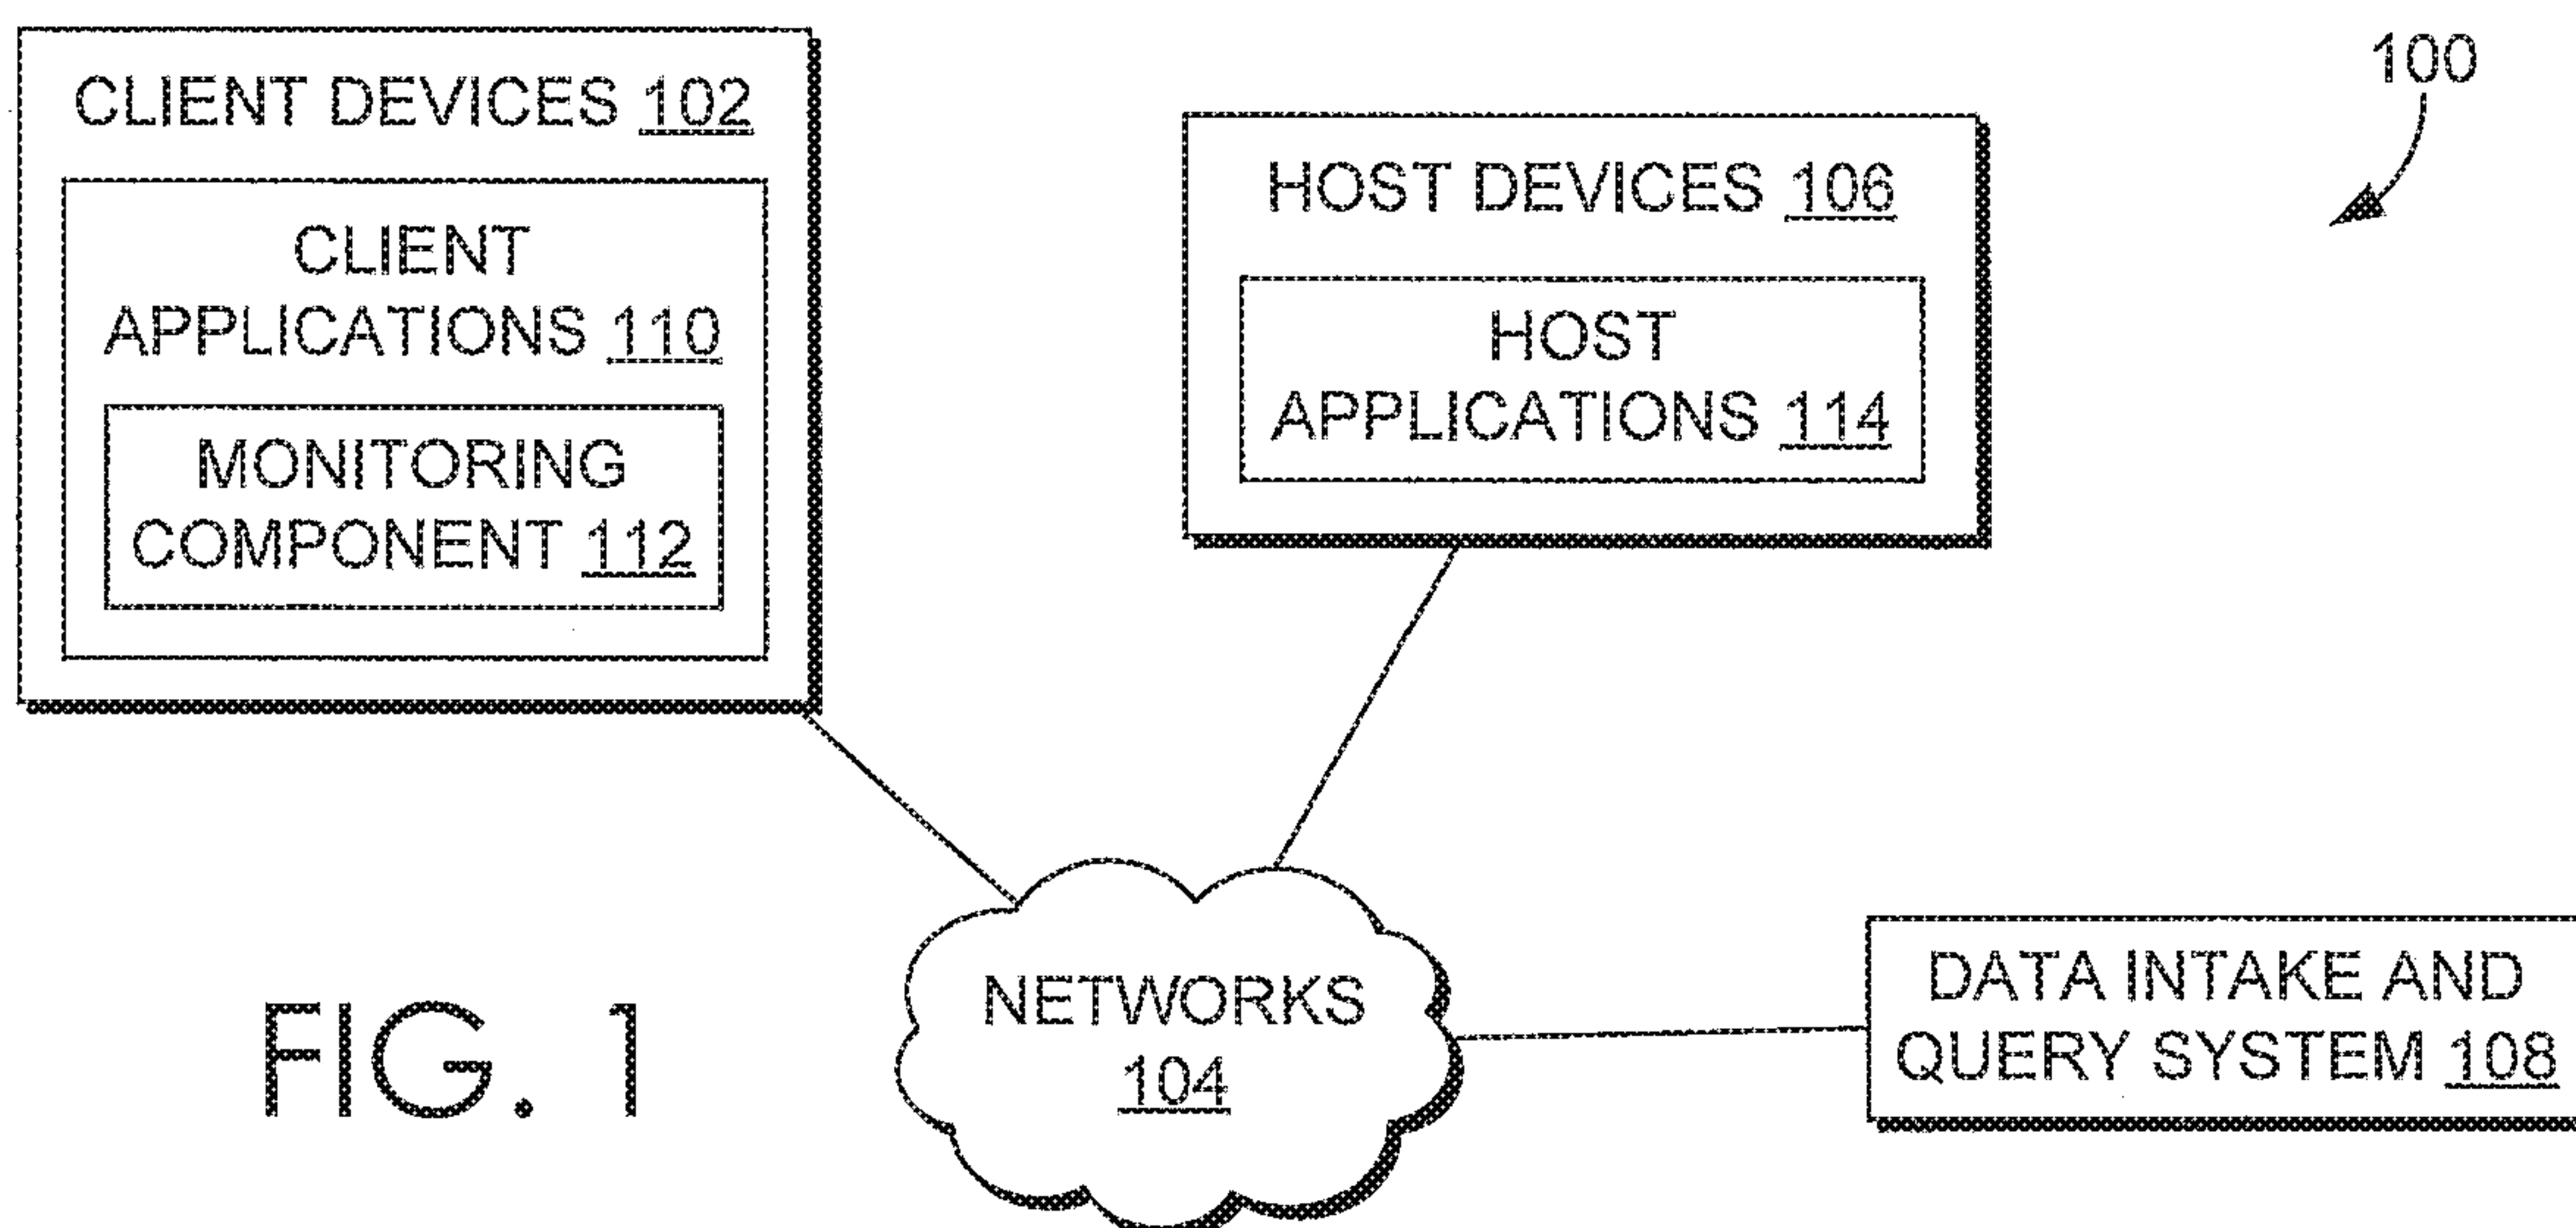 100
CLIENT DEVICES 102
CLIENT
APPLICATIONS 110
MONITORING
COMPONENT 112
HOST DEVICES 106
HOST
APPLICATIONS 114
NETWORKS
104
DATA INTAKE AND
QUERY SYSTEM 108
FIG. 1